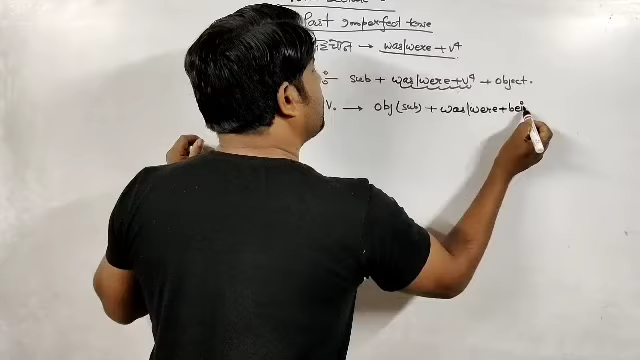 Past imperfect tense
→ was/were + v⁴
sub + was/were + v⁴ + object.
V. → Obj (sub) + was/were + bei